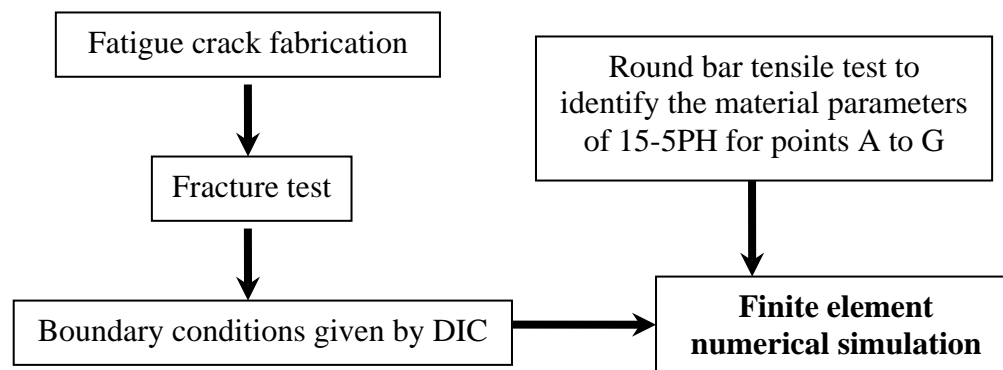 Fatigue crack fabrication
Round bar tensile test to
identify the material parameters
of 15-5PH for points A to G
Fracture test
Boundary conditions given by DIC
Finite element
numerical simulation